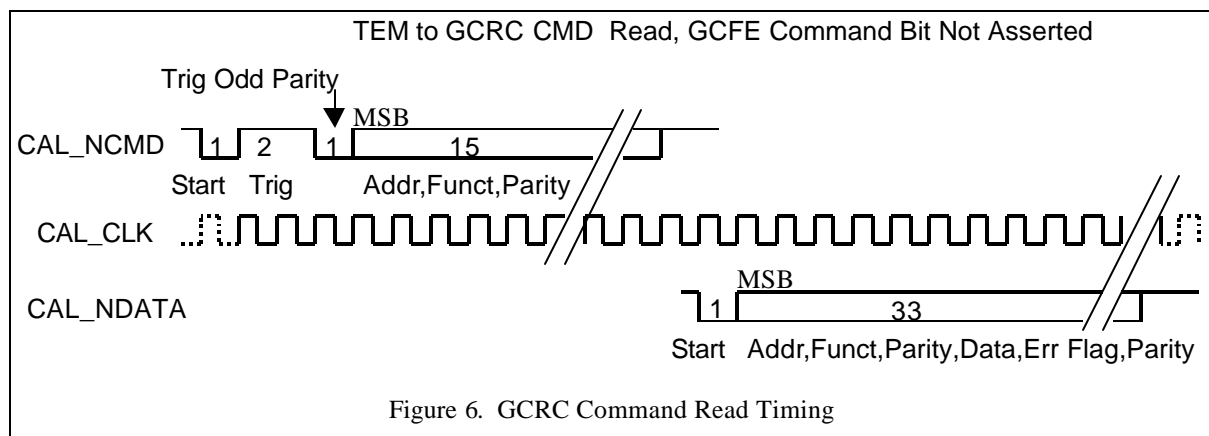 TEM to GCRC CMD Read, GCFE Command Bit Not Asserted
Trig Odd Parity
MSB
CAL_NCMD 1 2 1 15
Start Trig Addr,Funct,Parity
CAL_CLK
MSB
CAL_NDATA 1 33
Start Addr,Funct,Parity,Data,Err Flag,Parity
Figure 6. GCRC Command Read Timing